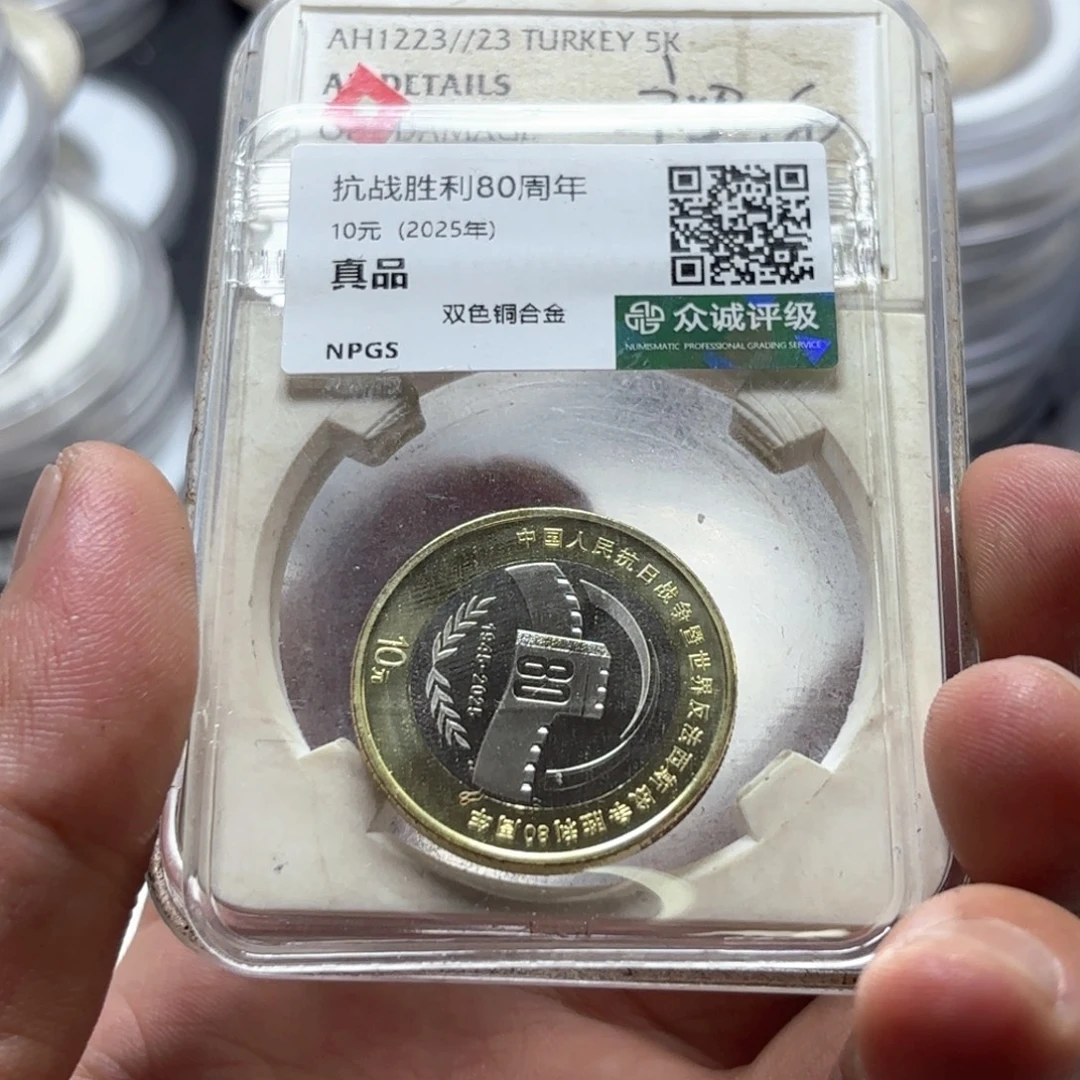 AH1223//23 TURKEY 5K
DETAILS
DAMAGE
抗战胜利80周年
10元 (2025年)
真品
双色铜合金
众诚评级
NPGS
NUMISMATIC PROFESSIONAL GRADING SERVICE
中国人民抗日战争暨世界反法西斯战争胜利80周年
10元
1945-2025
80